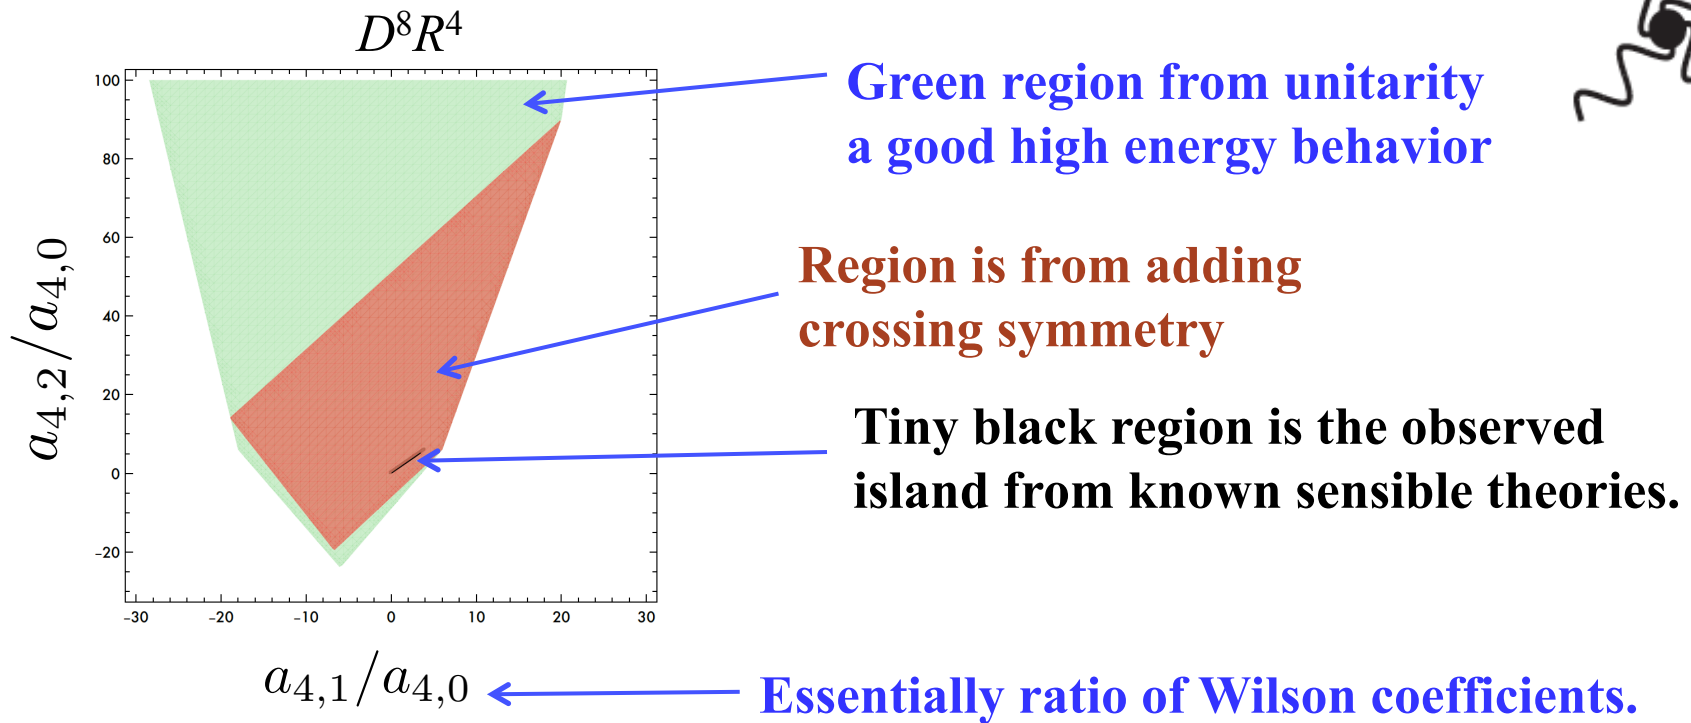 D⁸R⁴
100
80
60
40
20
0
−20
−30
−20
−10
0
10
20
30
a₄,₂/a₄,₀
a₄,₁/a₄,₀
Green region from unitarity
a good high energy behavior
Region is from adding
crossing symmetry
Tiny black region is the observed
island from known sensible theories.
Essentially ratio of Wilson coefficients.